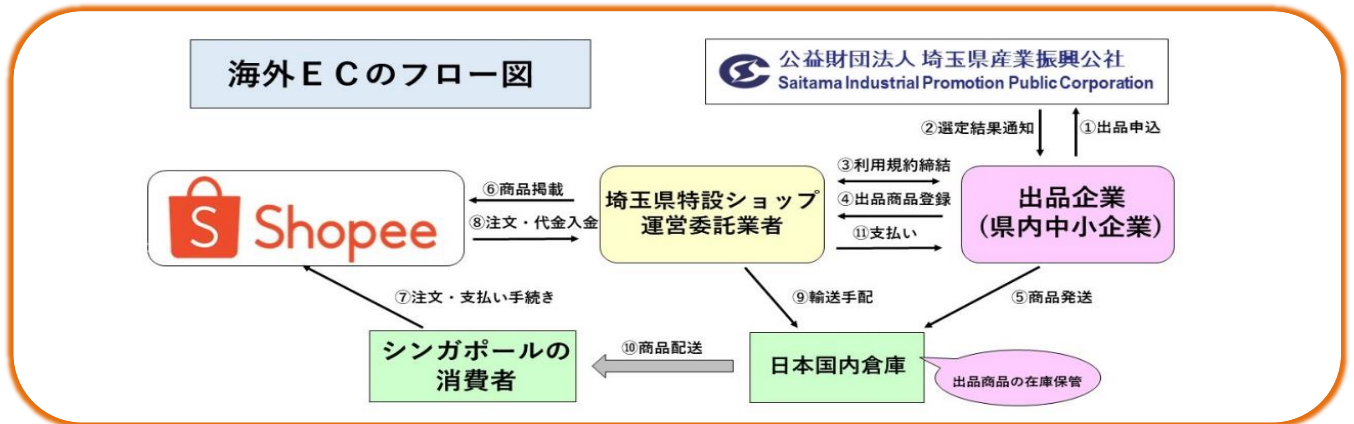 海外ECのフロー図
公益財団法人 埼玉県産業振興公社
Saitama Industrial Promotion Public Corporation
②選定結果通知
①出品申込
S Shopee
⑥商品掲載
⑧注文・代金入金
埼玉県特設ショップ
運営委託業者
③利用規約締結
④出品商品登録
⑪支払い
出品企業
(県内中小企業)
⑦注文・支払い手続き
⑨輸送手配
⑤商品発送
シンガポールの
消費者
⑩商品配送
日本国内倉庫
出品商品の在庫保管